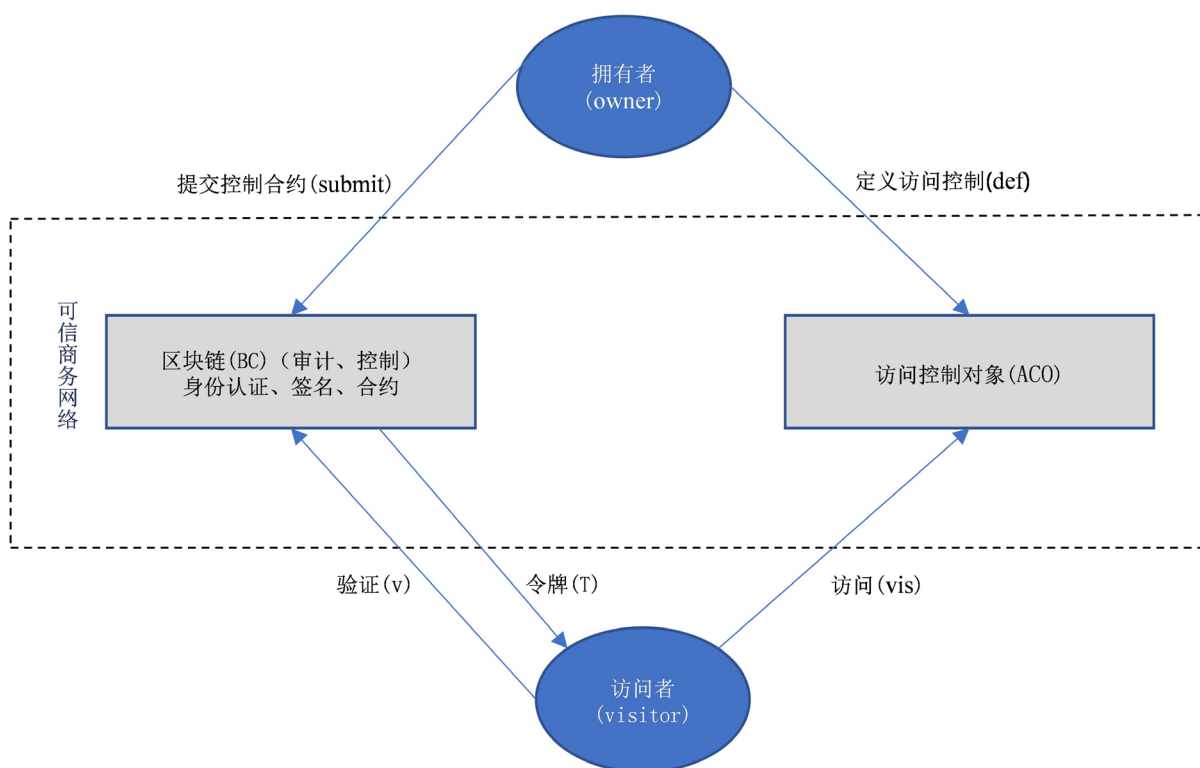 拥有者
(owner)
提交控制合约(submit)
定义访问控制(def)
可信商务网络
区块链(BC)（审计、控制）
身份认证、签名、合约
访问控制对象(ACO)
验证(v)
令牌(T)
访问(vis)
访问者
(visitor)